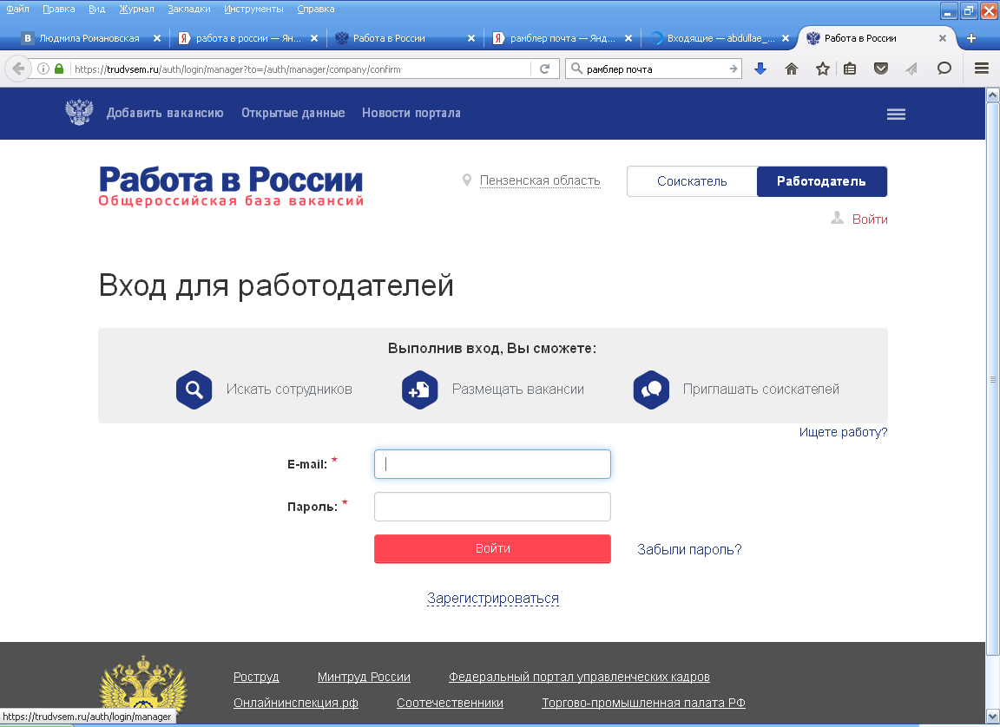 Файл Правка Вид Журнал Закладки Инструменты Справка
В Людмила Романовская Я работа в россии — Ян... Работа в России Я рамблер почта — Янд... Входящие — abdullae_... Работа в России
https://trudvsem.ru/auth/login/manager?to=/auth/manager/company/confirm рамблер почта
Добавить вакансию Открытые данные Новости портала
Работа в России Пензенская область Соискатель Работодатель
Общероссийская база вакансий
Войти
Вход для работодателей
Выполнив вход, Вы сможете:
Искать сотрудников Размещать вакансии Приглашать соискателей
Ищете работу?
E-mail: *
Пароль: *
Войти Забыли пароль?
Зарегистрироваться
Роструд Минтруд России Федеральный портал управленческих кадров
Онлайнинспекция.рф Соотечественники Торгово-промышленная палата РФ
https://trudvsem.ru/auth/login/manager